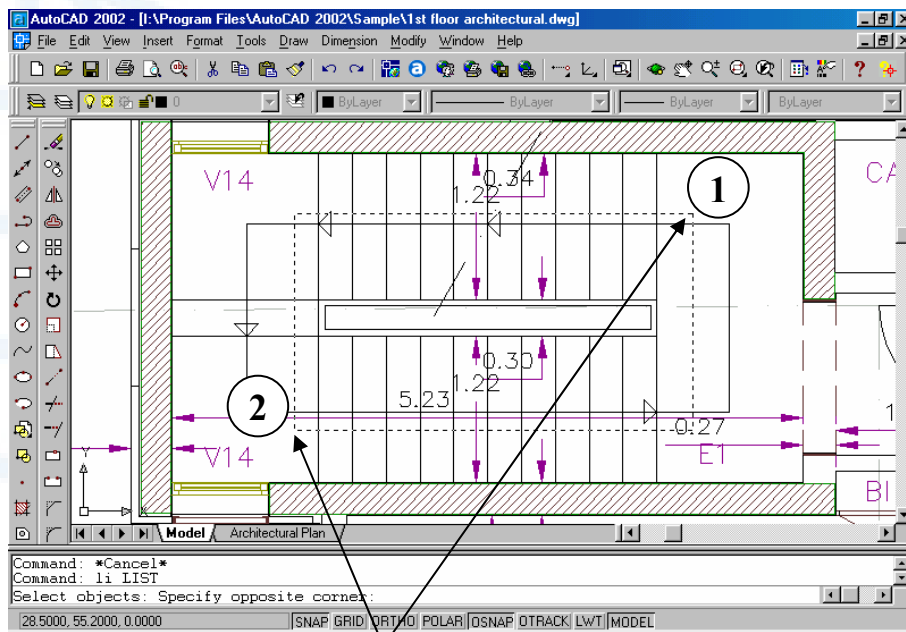 AutoCAD 2002 - [I:\Program Files\AutoCAD 2002\Sample\1st floor architectural.dwg]
File Edit View Insert Format Tools Draw Dimension Modify Window Help
0 ByLayer ByLayer ByLayer ByLayer
V14 0.34 1 CA
1.22
0.30
1.22
2 5.23
0.27 1
V14 E1
Y
BI
X
Model Architectural Plan
Command: *Cancel*
Command: li LIST
Select objects: Specify opposite corner:
28.5000, 55.2000, 0.0000 SNAP GRID ORTHO POLAR OSNAP OTRACK LWT MODEL